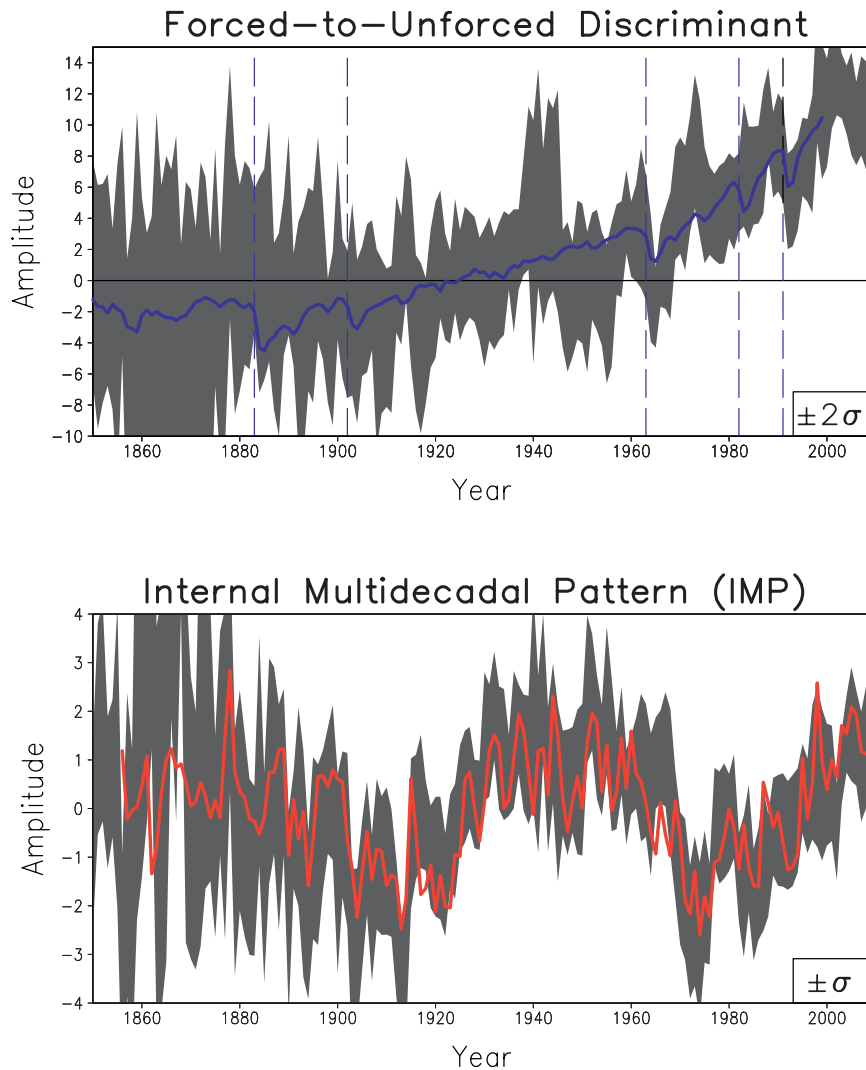 Forced-to-Unforced Discriminant
14
12
10
8
6
4
2
0
-2
-4
-6
-8
-10
Amplitude
±2σ
1860 1880 1900 1920 1940 1960 1980 2000
Year
Internal Multidecadal Pattern (IMP)
4
3
2
1
0
-1
-2
-3
-4
Amplitude
±σ
1860 1880 1900 1920 1940 1960 1980 2000
Year